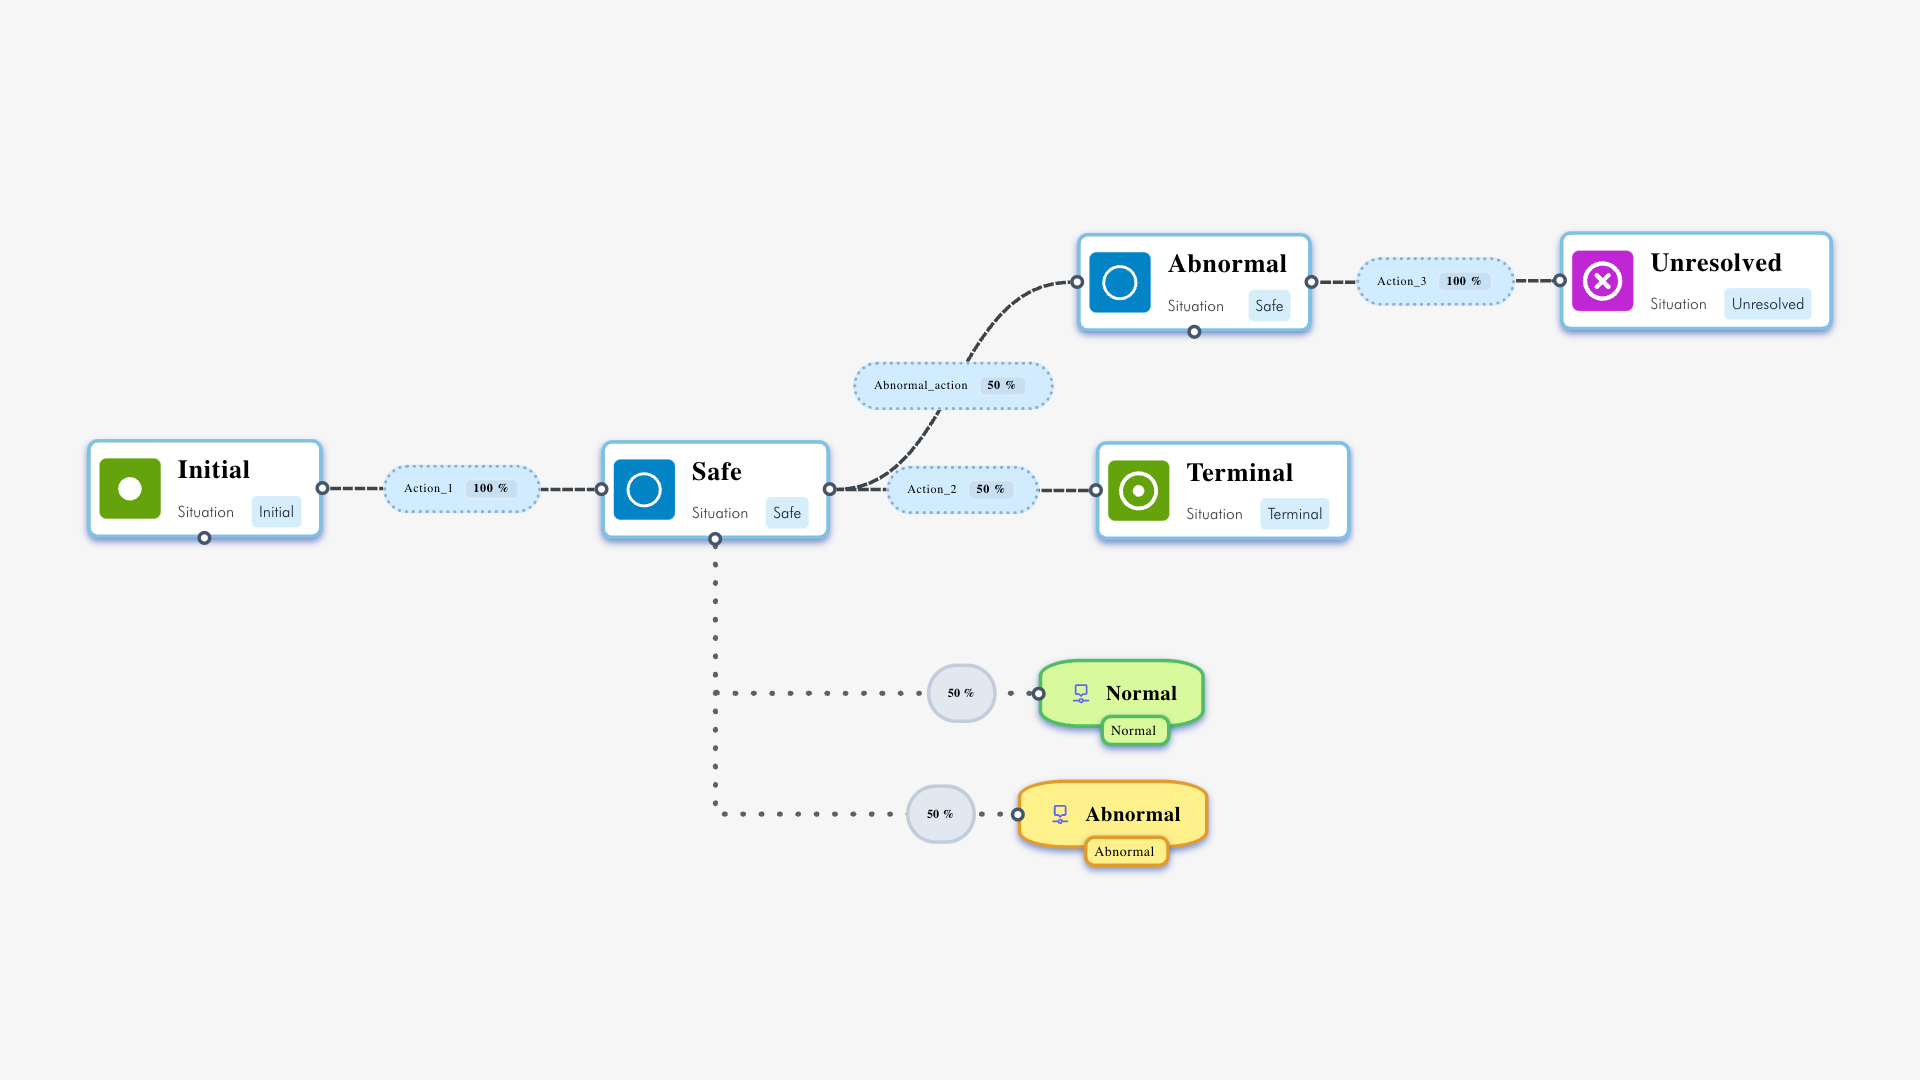 Abnormal
Situation Safe
Action_3 100 %
Unresolved
Situation Unresolved
Abnormal_action 50 %
Initial
Situation Initial
Action_1 100 %
Safe
Situation Safe
Action_2 50 %
Terminal
Situation Terminal
50 %
Normal
Normal
50 %
Abnormal
Abnormal